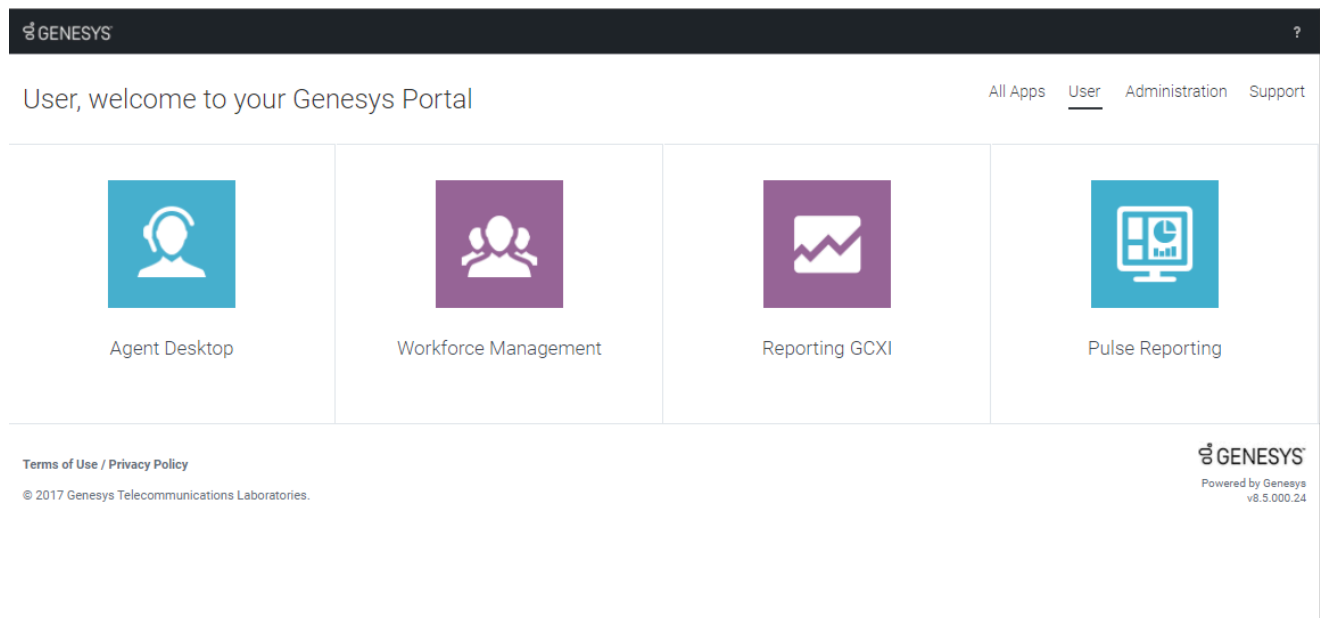 GENESYS
?
User, welcome to your Genesys Portal
All Apps User Administration Support
Agent Desktop
Workforce Management
Reporting GCXI
Pulse Reporting
Terms of Use / Privacy Policy
© 2017 Genesys Telecommunications Laboratories.
GENESYS
Powered by Genesys
v8.5.000.24